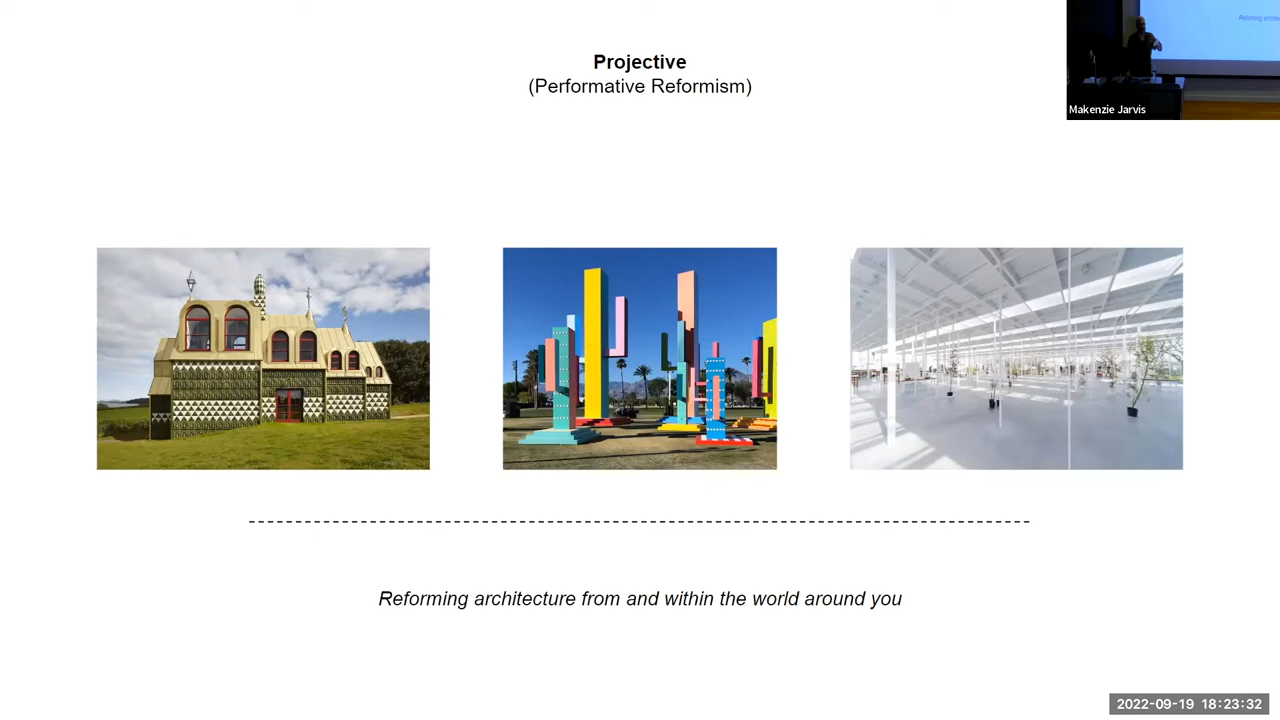 Projective
(Performative Reformism)
Makenzie Jarvis
Reforming architecture from and within the world around you
2022-09-19 18:23:32